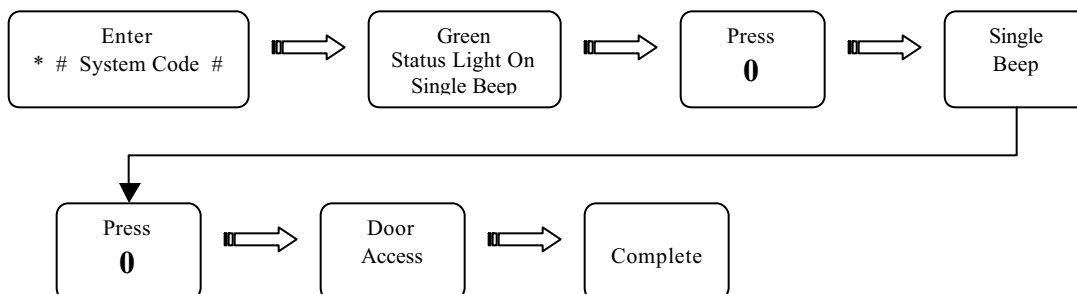 Enter
* # System Code #
Green
Status Light On
Single Beep
Press
0
Single
Beep
Press
0
Door
Access
Complete